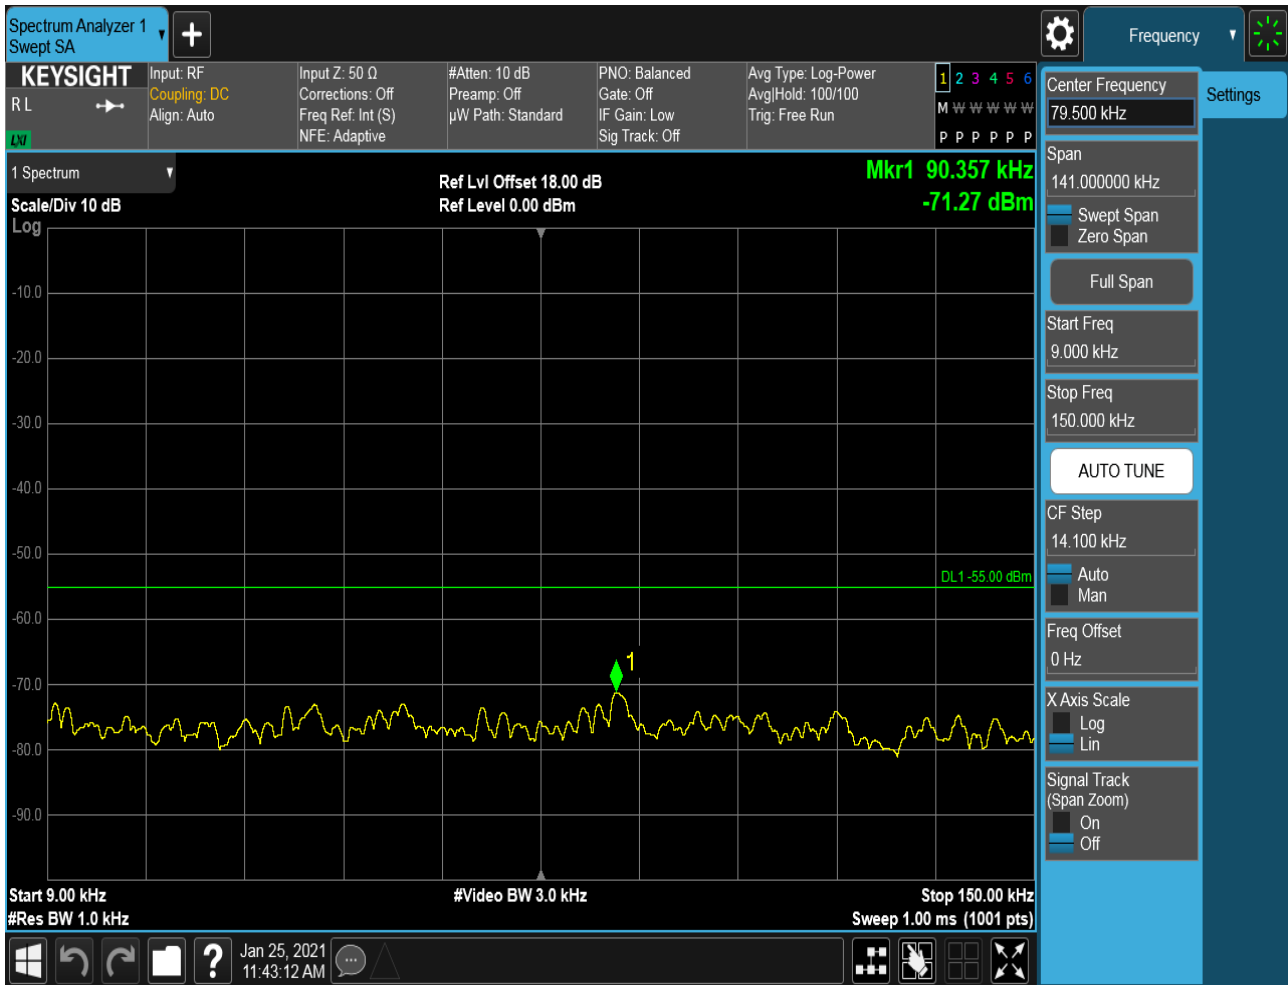 Spectrum Analyzer 1
Swept SA
Frequency
KEYSIGHT
R L
LXI
Input: RF
Coupling: DC
Align: Auto
Input Z: 50 Ω
Corrections: Off
Freq Ref: Int (S)
NFE: Adaptive
#Atten: 10 dB
Preamp: Off
µW Path: Standard
PNO: Balanced
Gate: Off
IF Gain: Low
Sig Track: Off
Avg Type: Log-Power
Avg|Hold: 100/100
Trig: Free Run
1 2 3 4 5 6
M W W W W W
P P P P P P
1 Spectrum
Scale/Div 10 dB
Log
Ref Lvl Offset 18.00 dB
Ref Level 0.00 dBm
Mkr1 90.357 kHz
-71.27 dBm
-10.0
-20.0
-30.0
-40.0
-50.0
DL1 -55.00 dBm
-60.0
1
-70.0
-80.0
-90.0
Start 9.00 kHz
#Video BW 3.0 kHz
Stop 150.00 kHz
#Res BW 1.0 kHz
Sweep 1.00 ms (1001 pts)
Jan 25, 2021
11:43:12 AM
Center Frequency
79.500 kHz
Settings
Span
141.000000 kHz
Swept Span
Zero Span
Full Span
Start Freq
9.000 kHz
Stop Freq
150.000 kHz
AUTO TUNE
CF Step
14.100 kHz
Auto
Man
Freq Offset
0 Hz
X Axis Scale
Log
Lin
Signal Track
(Span Zoom)
On
Off